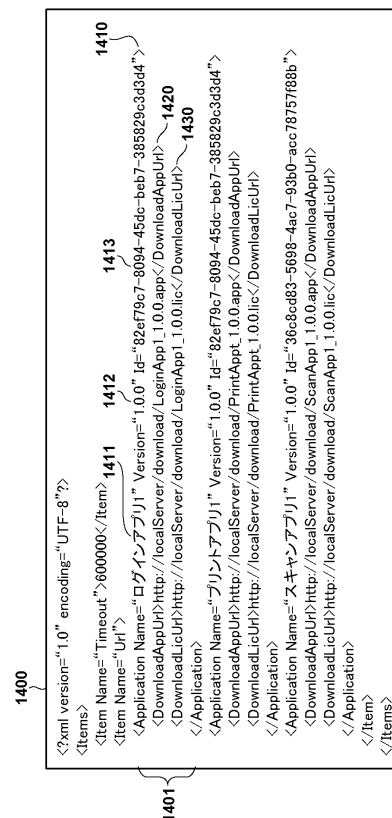 1400
<?xml version="1.0" encoding="UTF-8"?>
<Items>
<Item Name="Timeout">600000</Item>
<Item Name="Url">
1411
1412
1413
1410
<Application Name="ログインアプリ1" Version="1.0.0" Id="82ef79c7-8094-45dc-beb7-385829c3d3d4">
<DownloadAppUrl>http://localServer/download/LoginApp1_1.0.0.app</DownloadAppUrl>
1420
<DownloadLicUrl>http://localServer/download/LoginApp1_1.0.0.lic</DownloadLicUrl>
1430
</Application>
1401
<Application Name="プリントアプリ1" Version="1.0.0" Id="82ef79c7-8094-45dc-beb7-385829c3d3d4">
<DownloadAppUrl>http://localServer/download/PrintAppt_1.0.0.app</DownloadAppUrl>
<DownloadLicUrl>http://localServer/download/PrintAppt_1.0.0.lic</DownloadLicUrl>
</Application>
<Application Name="スキャンアプリ1" Version="1.0.0" Id="36c8cd83-5698-4ac7-93b0-acc78757f88b">
<DownloadAppUrl>http://localServer/download/ScanApp1_1.0.0.app</DownloadAppUrl>
<DownloadLicUrl>http://localServer/download/ScanApp1_1.0.0.lic</DownloadLicUrl>
</Application>
</Item>
</Items>